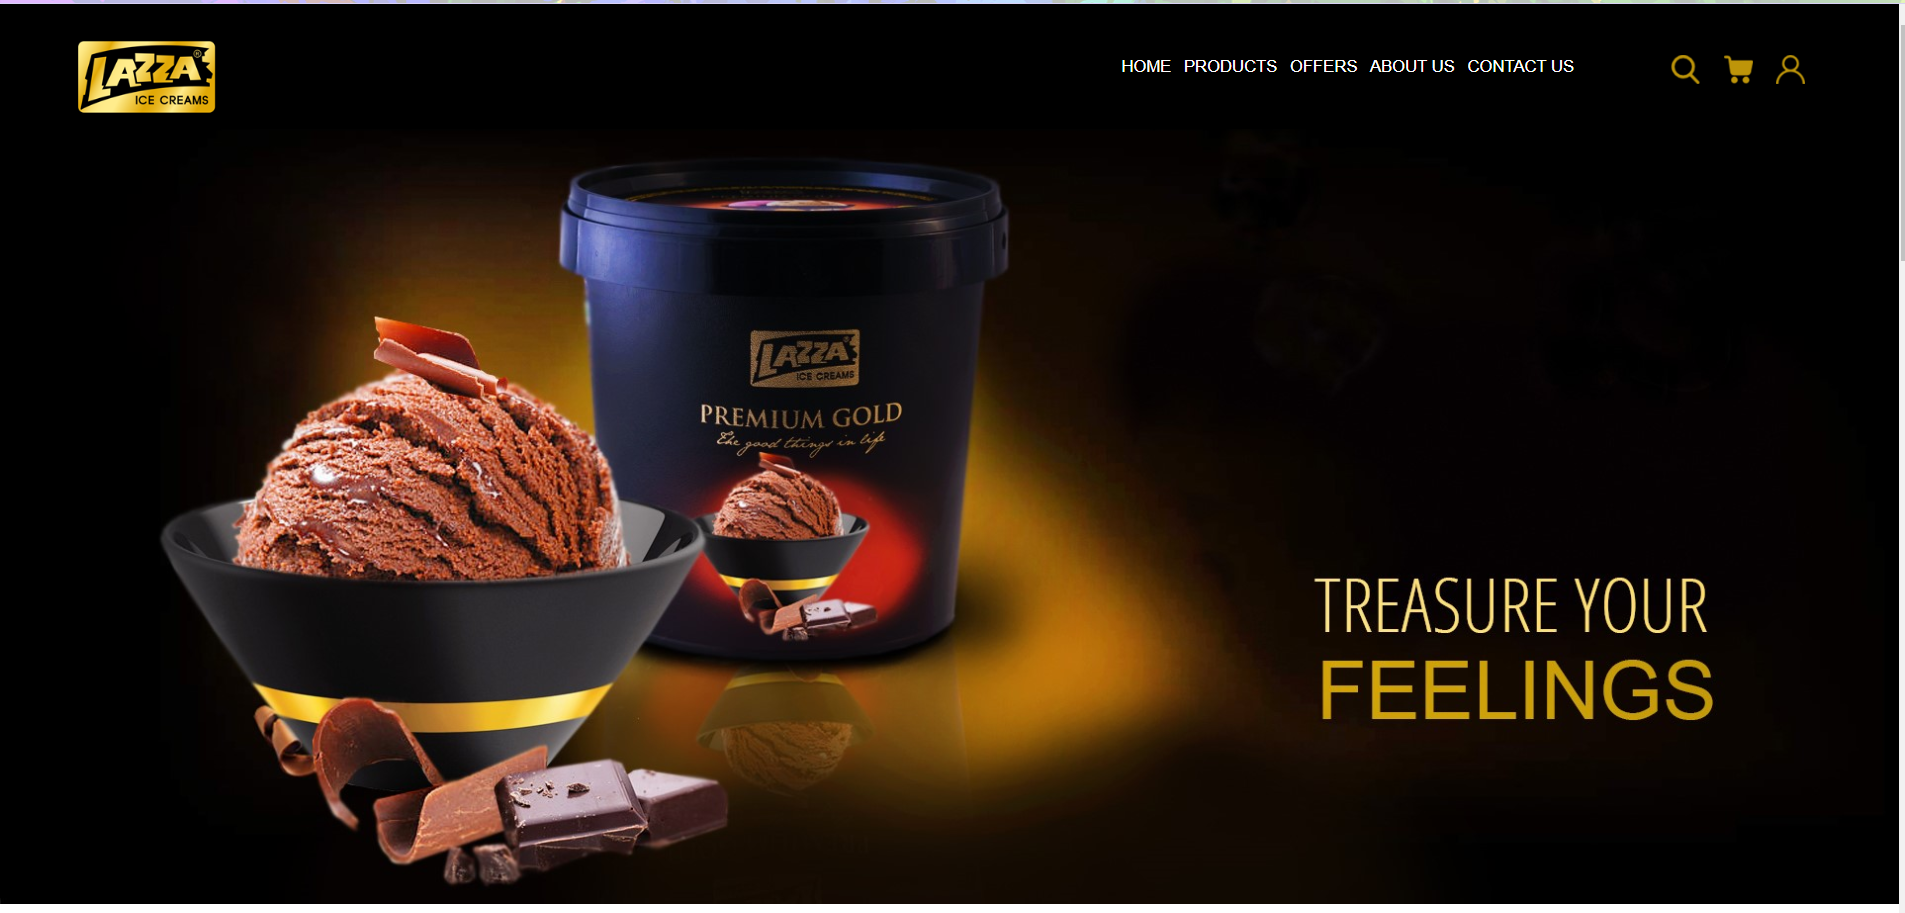 LAZZA®
ICE CREAMS
HOME PRODUCTS OFFERS ABOUT US CONTACT US
LAZZA®
ICE CREAMS
PREMIUM GOLD
The good things in life
TREASURE YOUR
FEELINGS